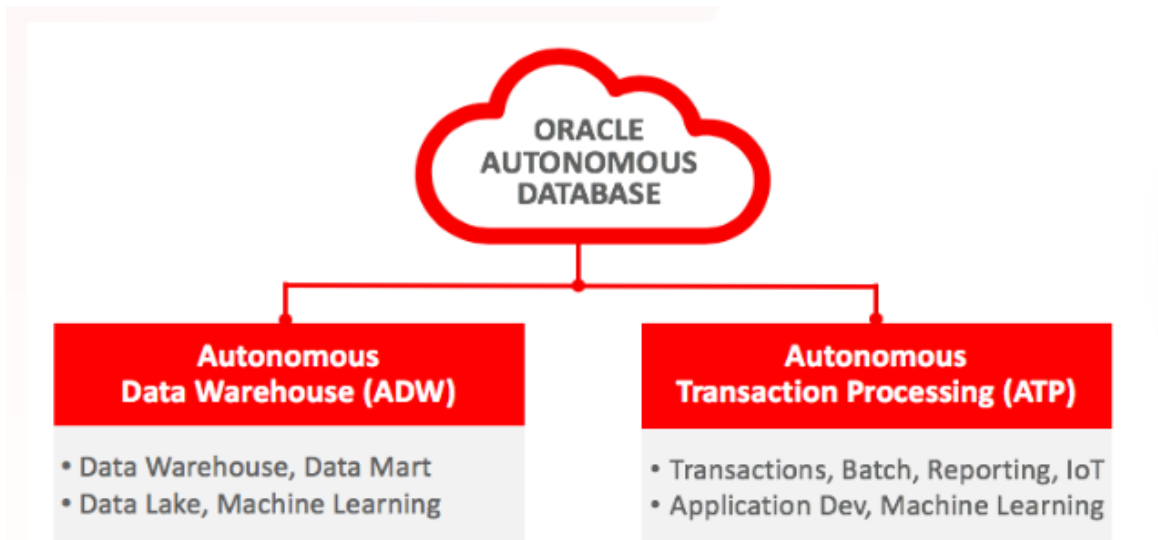 ORACLE
AUTONOMOUS
DATABASE
Autonomous
Data Warehouse (ADW)
• Data Warehouse, Data Mart
• Data Lake, Machine Learning
Autonomous
Transaction Processing (ATP)
• Transactions, Batch, Reporting, IoT
• Application Dev, Machine Learning